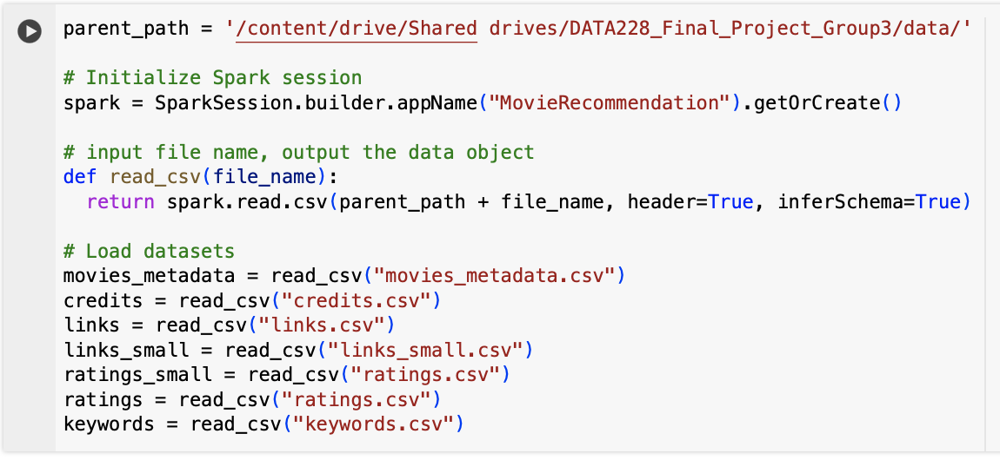 parent_path = '/content/drive/Shared drives/DATA228_Final_Project_Group3/data/'
# Initialize Spark session
spark = SparkSession.builder.appName("MovieRecommendation").getOrCreate()
# input file name, output the data object
def read_csv(file_name):
  return spark.read.csv(parent_path + file_name, header=True, inferSchema=True)
# Load datasets
movies_metadata = read_csv("movies_metadata.csv")
credits = read_csv("credits.csv")
links = read_csv("links.csv")
links_small = read_csv("links_small.csv")
ratings_small = read_csv("ratings.csv")
ratings = read_csv("ratings.csv")
keywords = read_csv("keywords.csv")